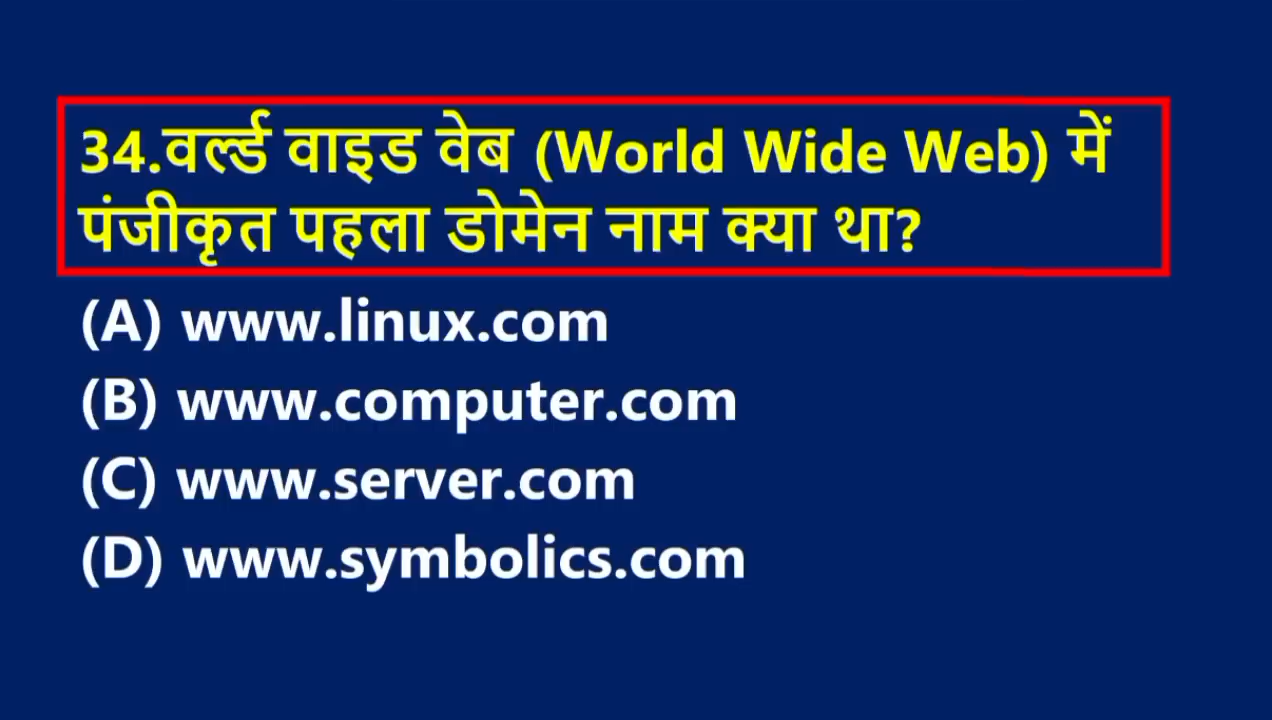 34.वर्ल्ड वाइड वेब (World Wide Web) में
पंजीकृत पहला डोमेन नाम क्या था?
(A) www.linux.com
(B) www.computer.com
(C) www.server.com
(D) www.symbolics.com